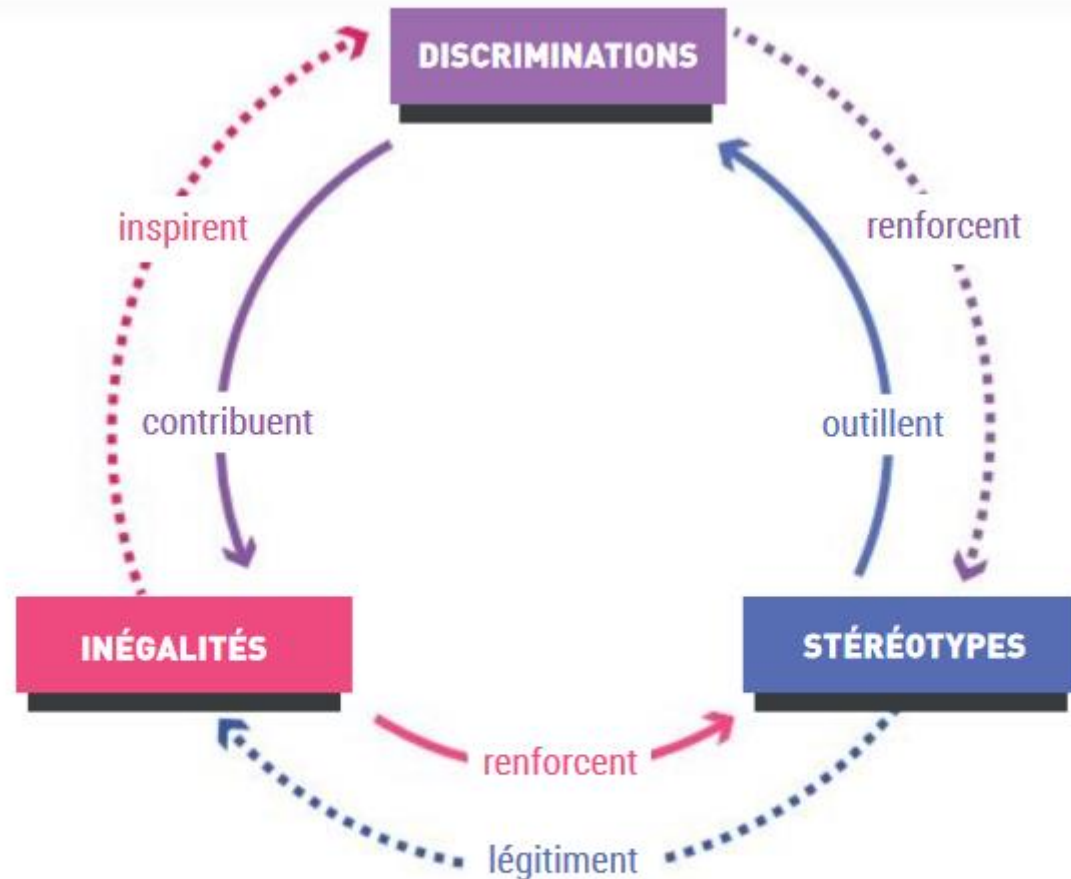 DISCRIMINATIONS
inspirent
renforcent
contribuent
outillent
INÉGALITÉS
STÉRÉOTYPES
renforcent
légitiment